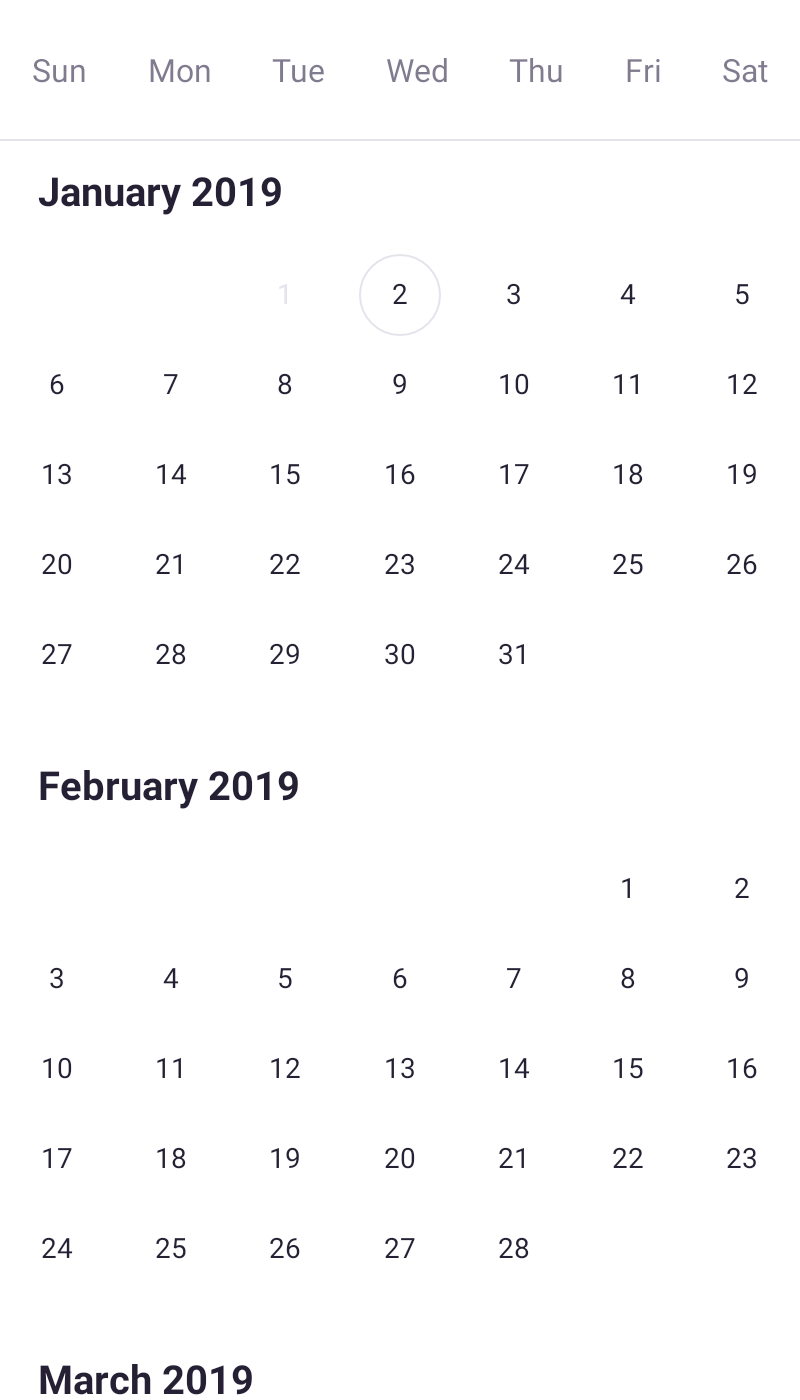 Sun Mon Tue Wed Thu Fri Sat
January 2019
1 2 3 4 5
6 7 8 9 10 11 12
13 14 15 16 17 18 19
20 21 22 23 24 25 26
27 28 29 30 31
February 2019
1 2
3 4 5 6 7 8 9
10 11 12 13 14 15 16
17 18 19 20 21 22 23
24 25 26 27 28
March 2019